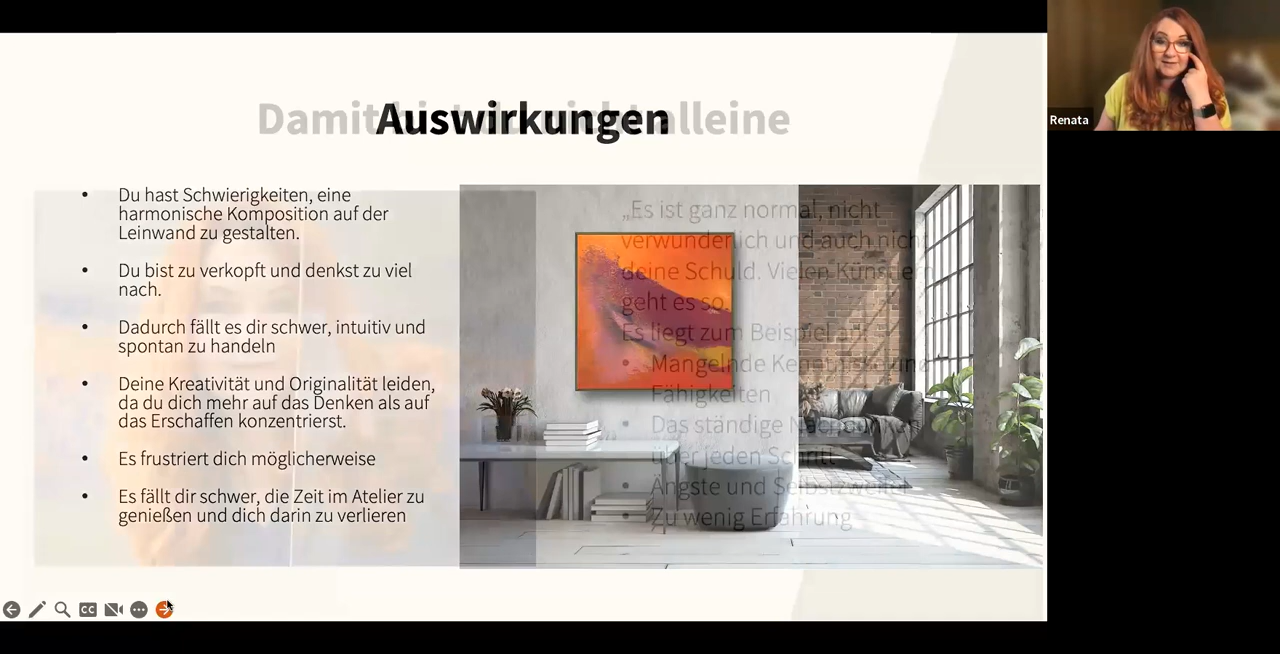 Auswirkungen
Damit alleine
• Du hast Schwierigkeiten, eine
harmonische Komposition auf der
Leinwand zu gestalten.
• Du bist zu verkopft und denkst zu viel
nach.
• Dadurch fällt es dir schwer, intuitiv und
spontan zu handeln
• Deine Kreativität und Originalität leiden,
da du dich mehr auf das Denken als auf
das Erschaffen konzentrierst.
• Es frustriert dich möglicherweise
• Es fällt dir schwer, die Zeit im Atelier zu
genießen und dich darin zu verlieren
„Es ist ganz normal, nicht
verwunderlich und auch nicht
deine Schuld. Vielen Künstlern
geht es so.
Es liegt zum Beispiel an:
• Mangelnde
Fähigkeiten
• Das ständige Nachdenken
über jeden Schritt
• Ängste und Selbstzweifel
• Zu wenig Erfahrung
CC
Renata